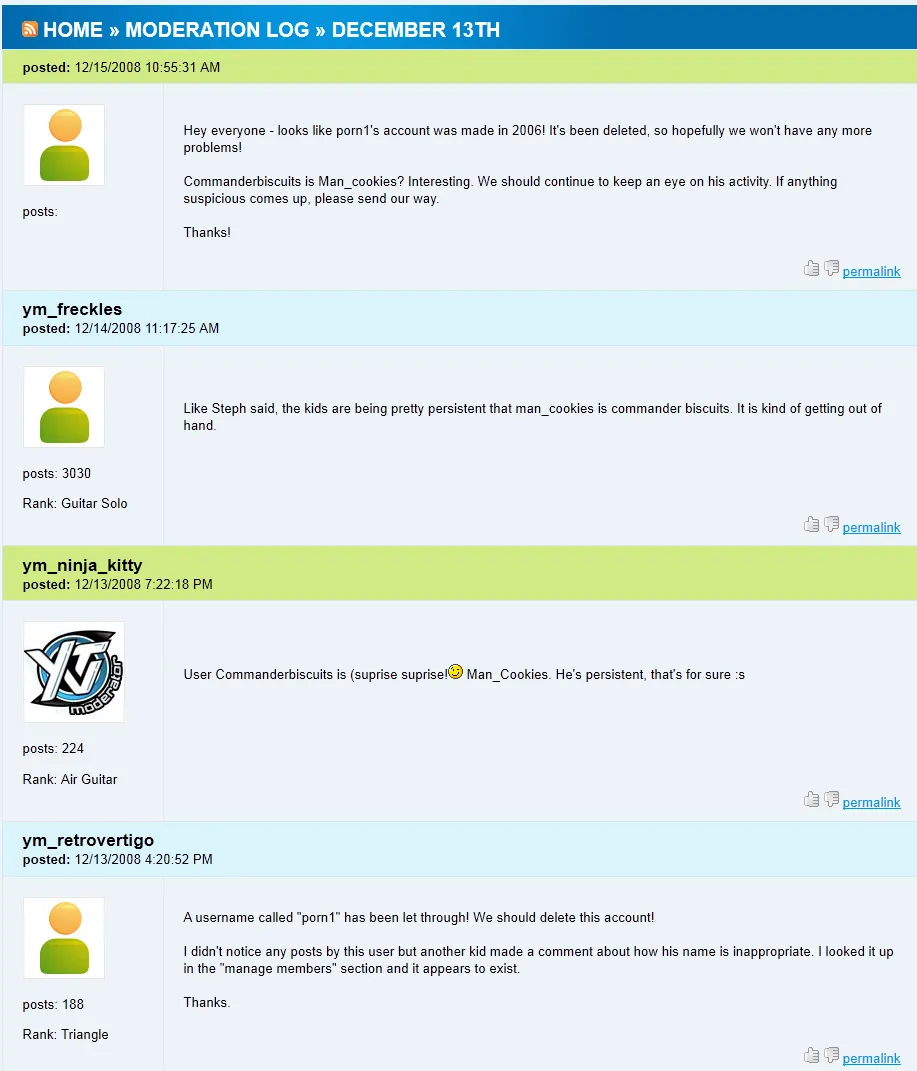 HOME » MODERATION LOG » DECEMBER 13TH
posted: 12/15/2008 10:55:31 AM
Hey everyone - looks like porn1's account was made in 2006! It's been deleted, so hopefully we won't have any more
problems!
Commanderbiscuits is Man_cookies? Interesting. We should continue to keep an eye on his activity. If anything
suspicious comes up, please send our way.
posts:
Thanks!
permalink
ym_freckles
posted: 12/14/2008 11:17:25 AM
Like Steph said, the kids are being pretty persistent that man_cookies is commander biscuits. It is kind of getting out of
hand.
posts: 3030
Rank: Guitar Solo
permalink
ym_ninja_kitty
posted: 12/13/2008 7:22:18 PM
YTV
moderator
User Commanderbiscuits is (suprise suprise! Man_Cookies. He's persistent, that's for sure :s
posts: 224
Rank: Air Guitar
permalink
ym_retrovertigo
posted: 12/13/2008 4:20:52 PM
A username called "porn1" has been let through! We should delete this account!
I didn't notice any posts by this user but another kid made a comment about how his name is inappropriate. I looked it up
in the "manage members" section and it appears to exist.
Thanks.
posts: 188
Rank: Triangle
permalink